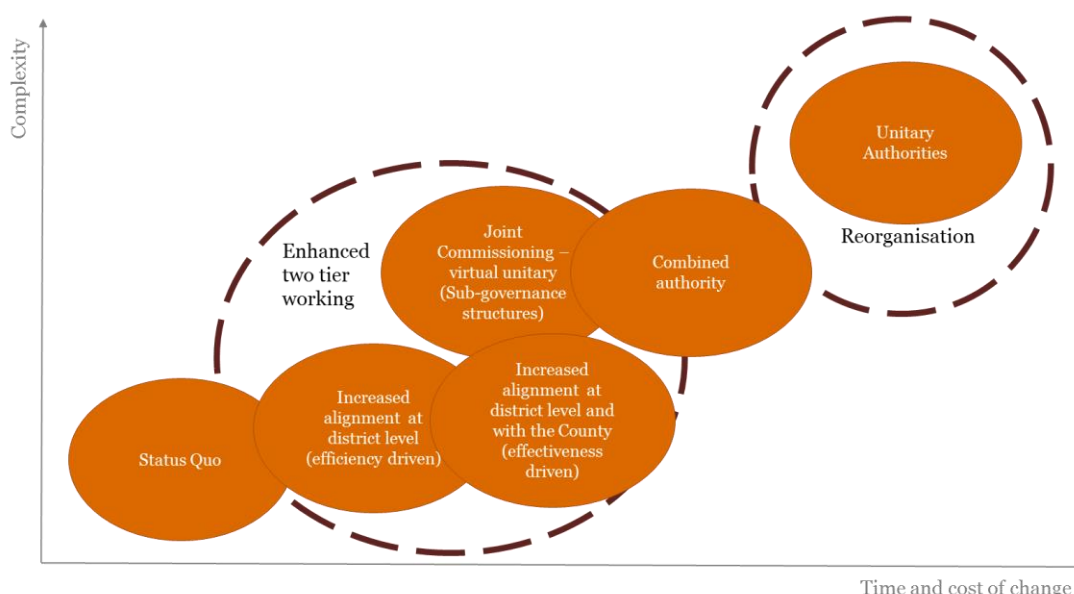 Complexity
Unitary
Authorities
Reorganisation
Enhanced
two tier
working
Joint
Commissioning –
virtual unitary
(Sub-governance
structures)
Combined
authority
Status Quo
Increased
alignment at
district level
(efficiency driven)
Increased
alignment at
district level and
with the County
(effectiveness
driven)
Time and cost of change